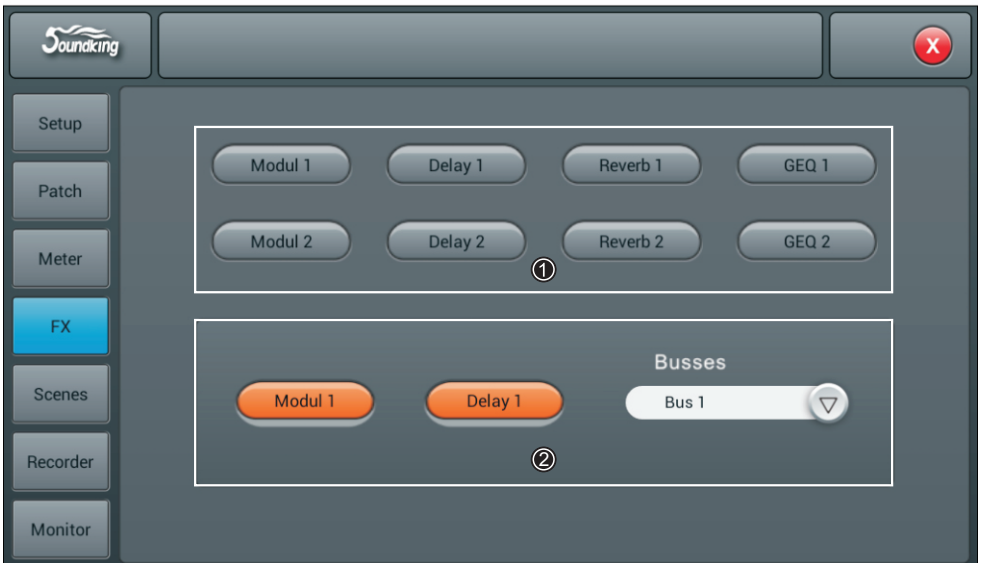 Soundking
X
Setup
Patch
Meter
FX
Scenes
Recorder
Monitor
Modul 1 Delay 1 Reverb 1 GEQ 1
Modul 2 Delay 2 Reverb 2 GEQ 2
①
Busses
Modul 1 Delay 1 Bus 1
②